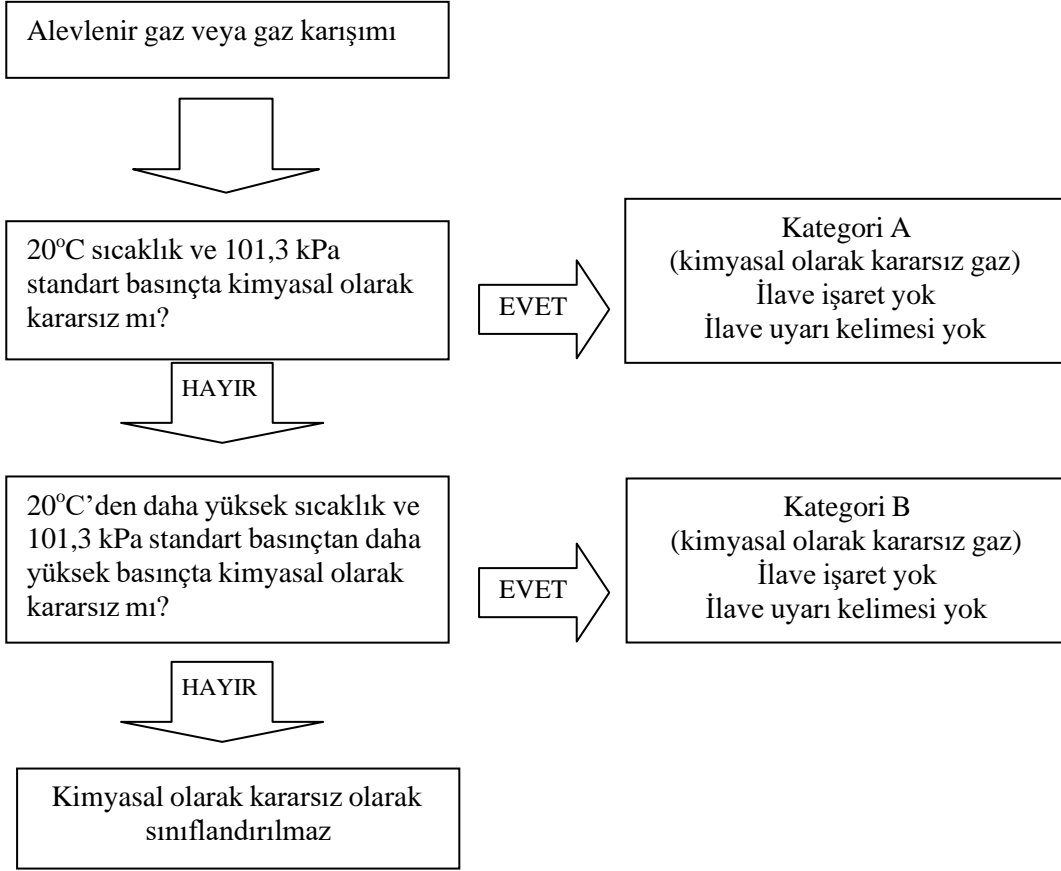 Alevlenir gaz veya gaz karışımı
20°C sıcaklık ve 101,3 kPa
standart basınçta kimyasal olarak
kararsız mı?
EVET
Kategori A
(kimyasal olarak kararsız gaz)
İlave işaret yok
İlave uyarı kelimesi yok
HAYIR
20°C’den daha yüksek sıcaklık ve
101,3 kPa standart basınçtan daha
yüksek basınçta kimyasal olarak
kararsız mı?
EVET
Kategori B
(kimyasal olarak kararsız gaz)
İlave işaret yok
İlave uyarı kelimesi yok
HAYIR
Kimyasal olarak kararsız olarak
sınıflandırılmaz